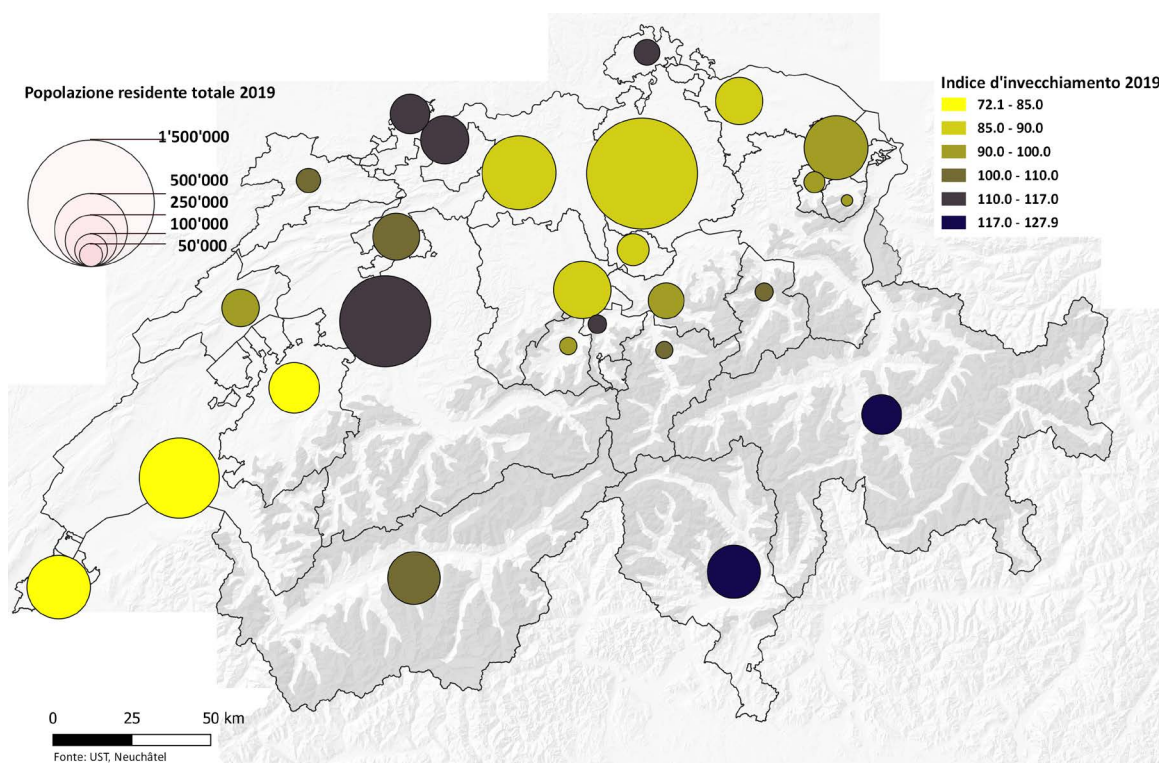 Popolazione residente totale 2019
1'500'000
500'000
250'000
100'000
50'000
Indice d'invecchiamento 2019
72.1 - 85.0
85.0 - 90.0
90.0 - 100.0
100.0 - 110.0
110.0 - 117.0
117.0 - 127.9
0 25 50 km
Fonte: UST, Neuchâtel